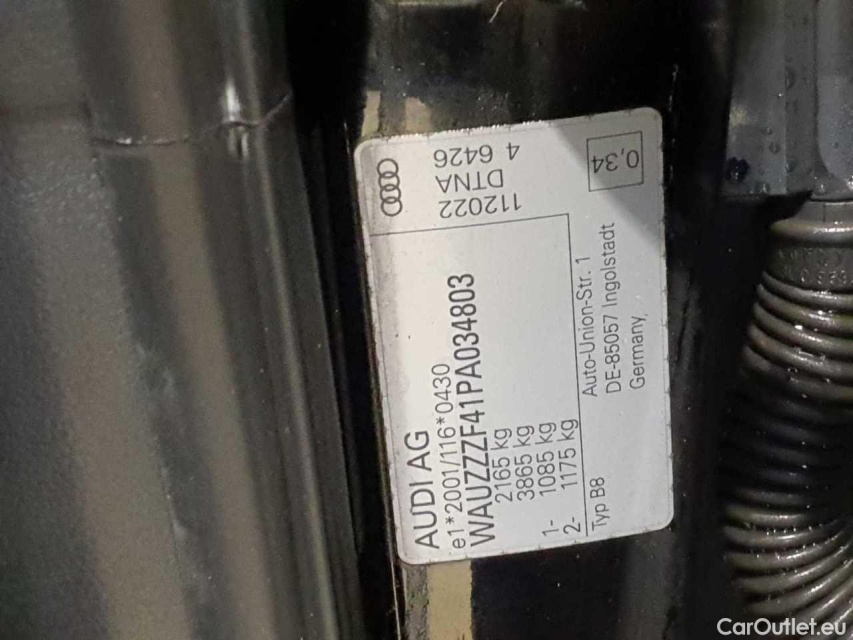 AUDI AG
e1*2001/116*0430
WAUZZZF41PA034803
2165 kg
3865 kg
1- 1085 kg
2- 1175 kg
Typ B8
Auto-Union-Str. 1
DE-85057 Ingolstadt
Germany,
112022
DTNA
4 6426
0,34
CarOutlet.eu